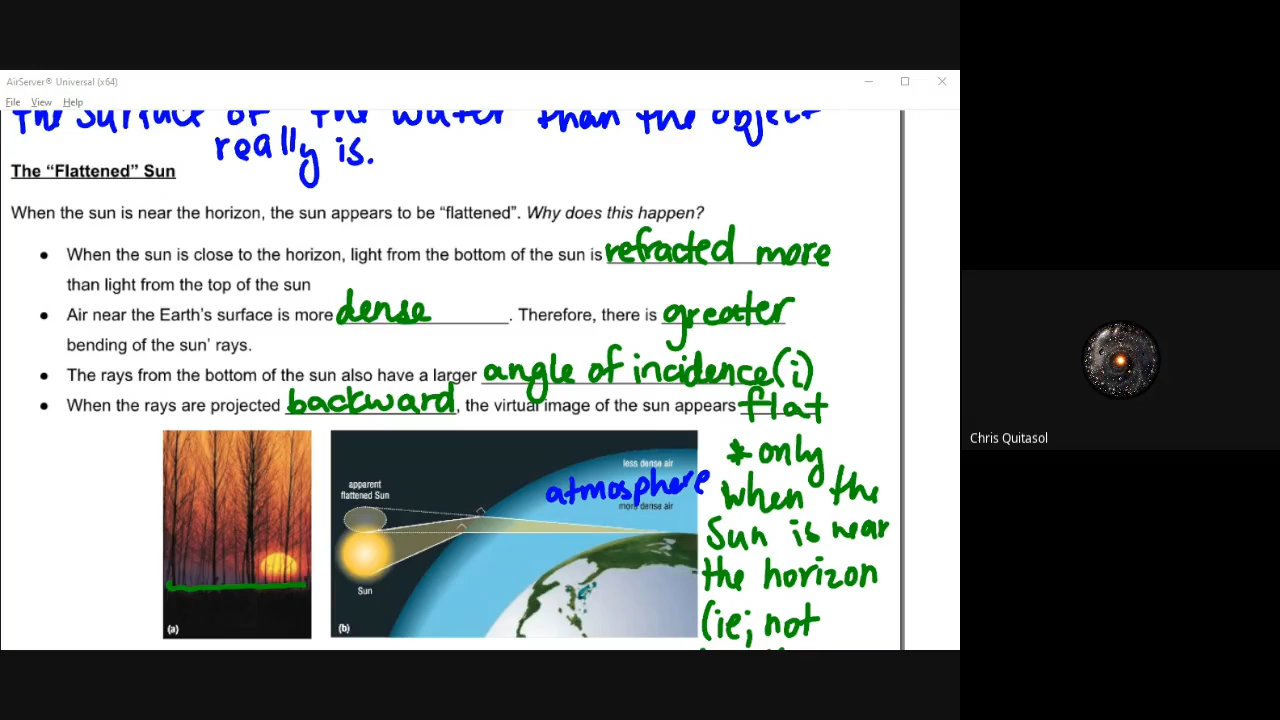 AirServer® Universal (x64)
File View Help
the surface of the water than the object
really is.
The “Flattened” Sun
When the sun is near the horizon, the sun appears to be “flattened”. Why does this happen?
● When the sun is close to the horizon, light from the bottom of the sun is refracted more
than light from the top of the sun
● Air near the Earth's surface is more dense. Therefore, there is greater
bending of the sun' rays.
● The rays from the bottom of the sun also have a larger angle of incidence (i)
● When the rays are projected backward, the virtual image of the sun appears flat
* only
when the
Sun is near
the horizon
(ie; not
less dense air
atmosphere
more dense air
apparent
flattened Sun
Sun
(a)
(b)
Chris Quitasol